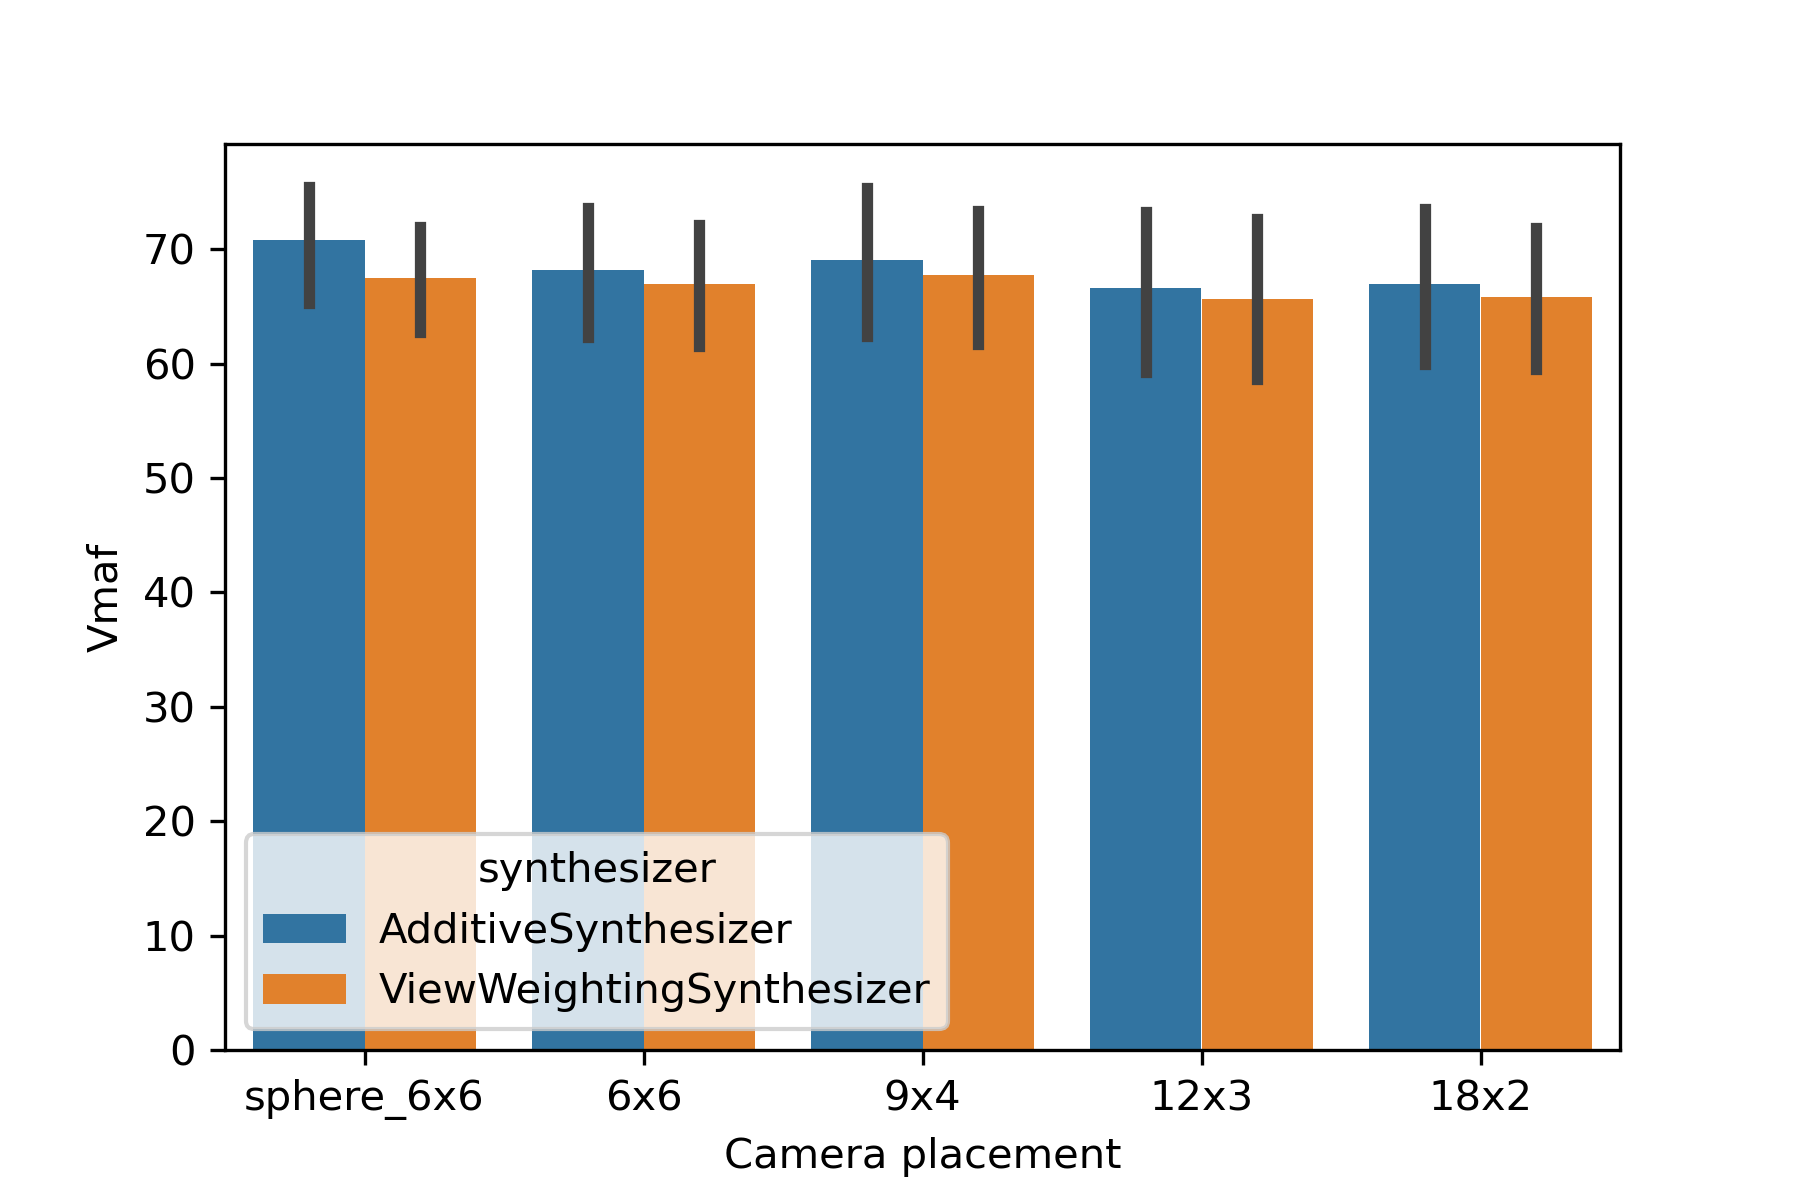 70
60
50
40
30
20
10
0
Vmaf
synthesizer
AdditiveSynthesizer
ViewWeightingSynthesizer
sphere_6x6 6x6 9x4 12x3 18x2
Camera placement